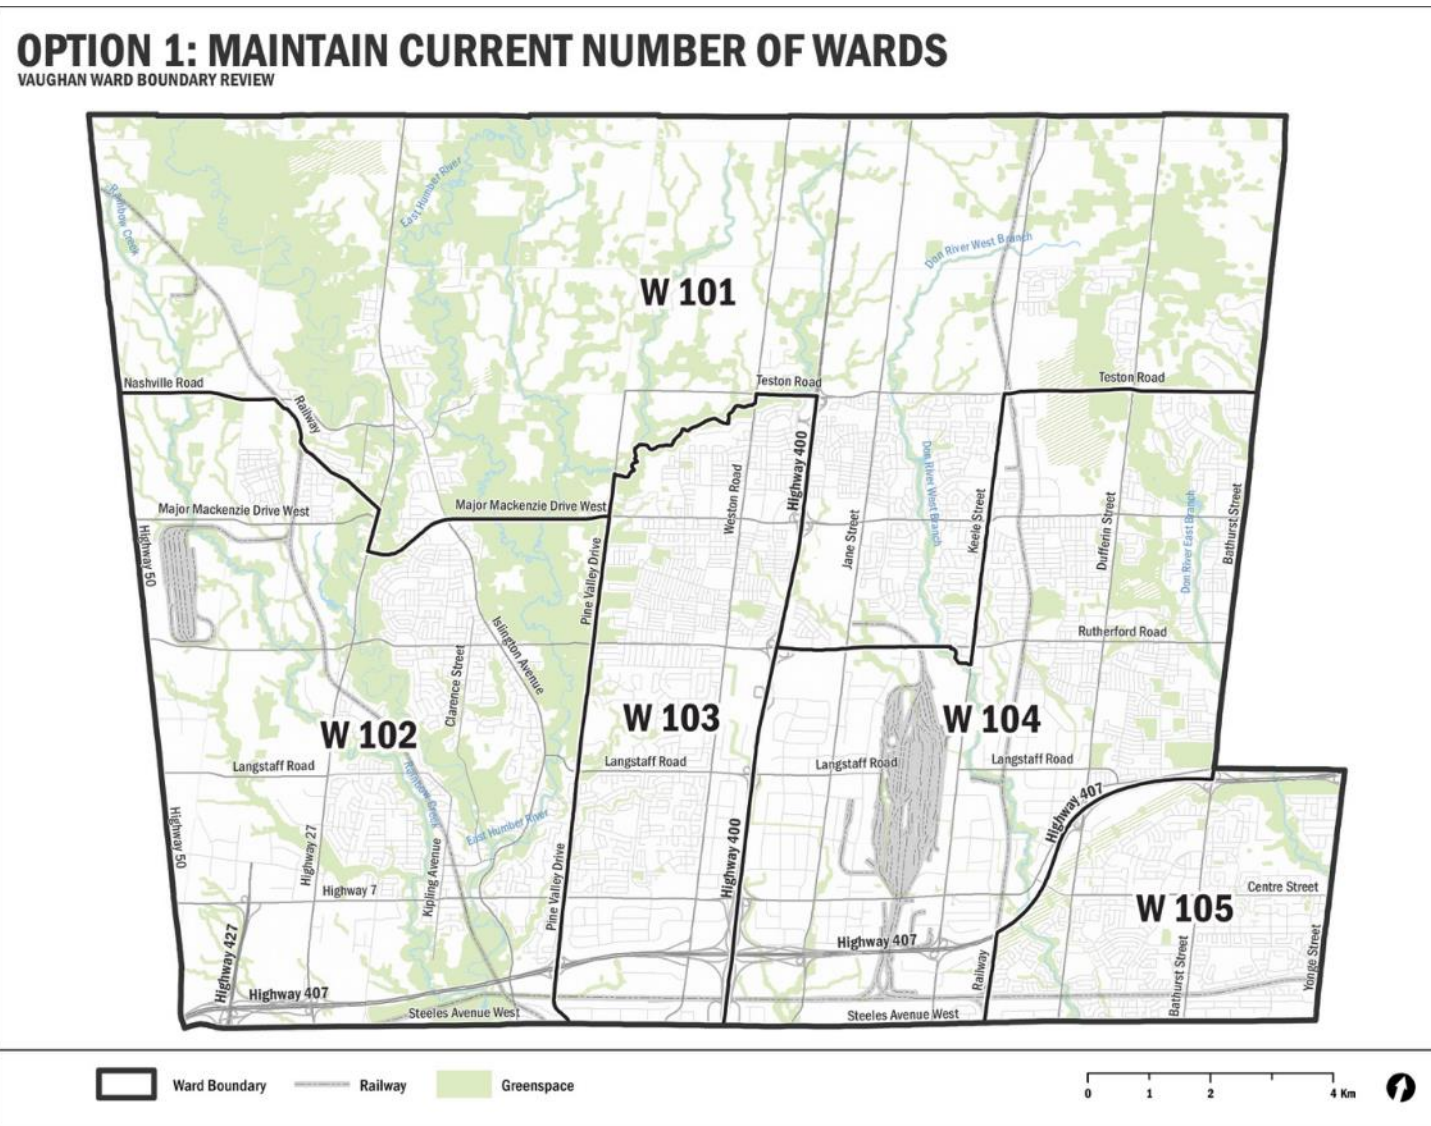 OPTION 1: MAINTAIN CURRENT NUMBER OF WARDS
VAUGHAN WARD BOUNDARY REVIEW
East Humber River
Rainbow Creek
Don River West Branch
W 101
Nashville Road
Teston Road
Teston Road
Railway
Highway 400
Don River West Branch
Weston Road
Keele Street
Dufferin Street
Don River East Branch
Bathurst Street
Major Mackenzie Drive West
Major Mackenzie Drive West
Highway 50
Pine Valley Drive
Jane Street
Rutherford Road
Islington Avenue
Clarence Street
W 102
W 103
W 104
Langstaff Road
Langstaff Road
Langstaff Road
Langstaff Road
Rainbow Creek
Highway 407
Highway 50
East Humber River
Highway 27
Kipling Avenue
Pine Valley Drive
Highway 400
Highway 7
Centre Street
W 105
Highway 427
Highway 407
Highway 407
Railway
Bathurst Street
Yonge Street
Steeles Avenue West
Steeles Avenue West
Ward Boundary
Railway
Greenspace
0 1 2 4 Km